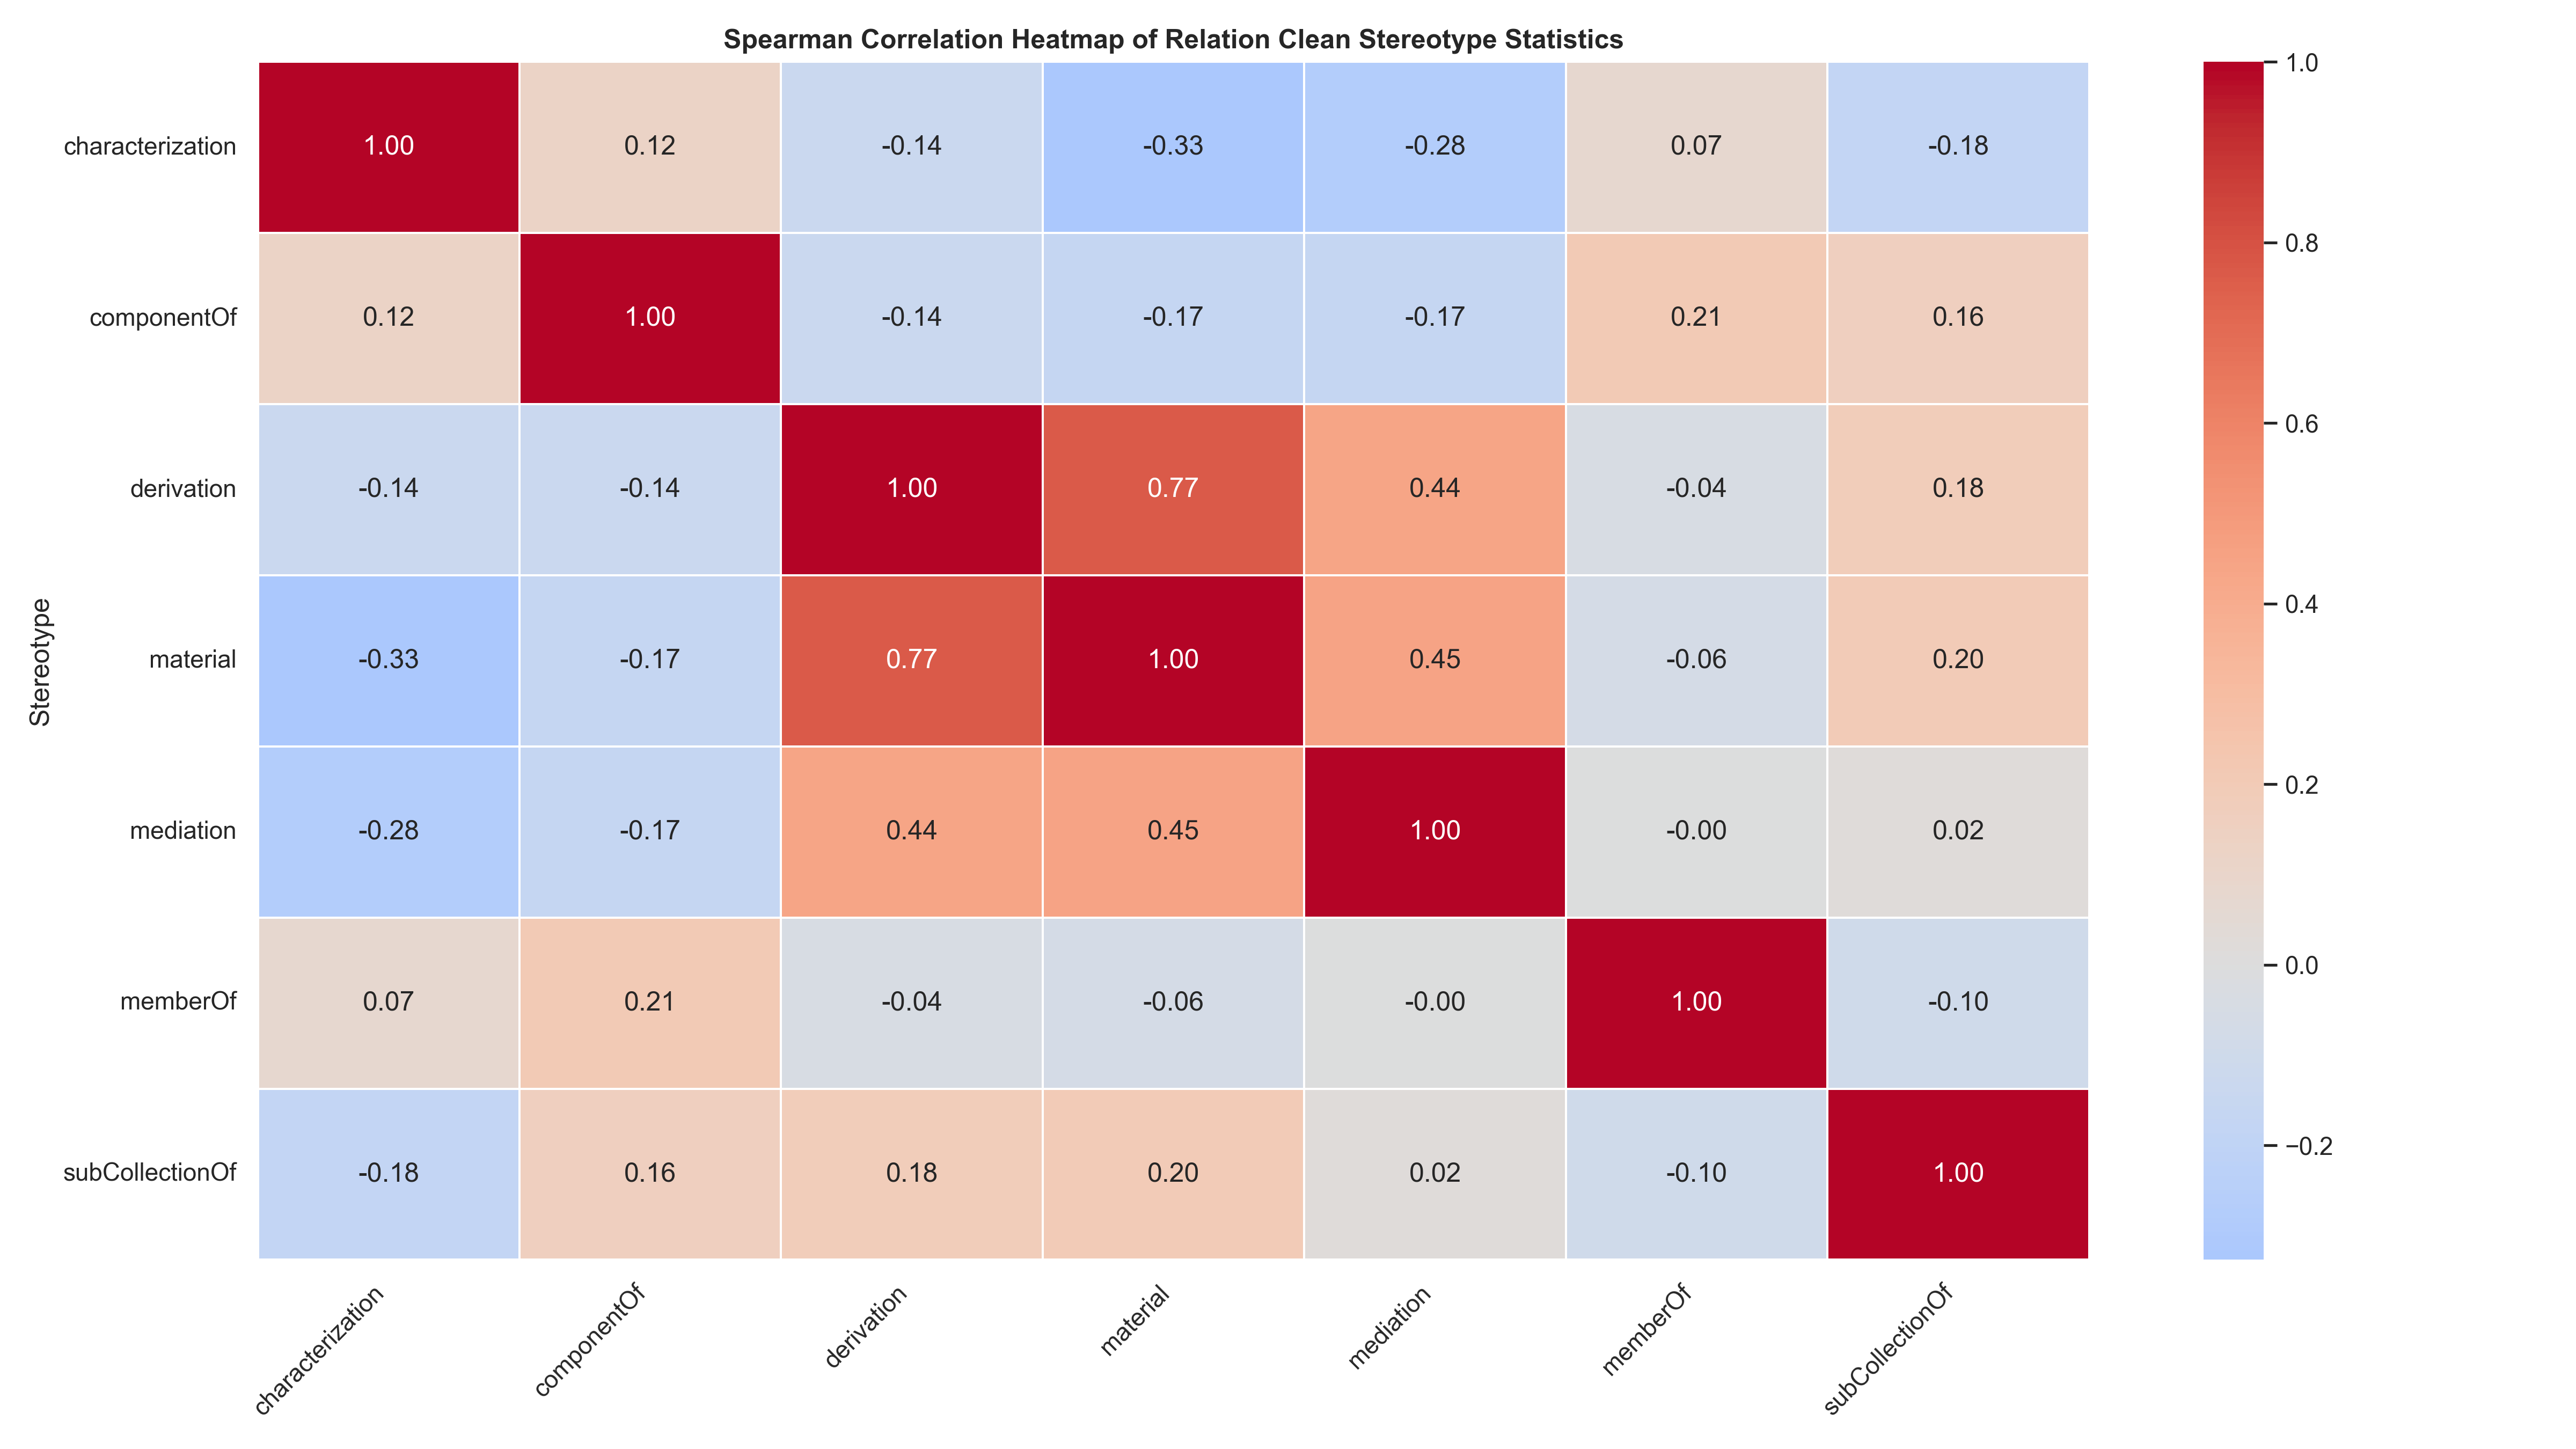 Spearman Correlation Heatmap of Relation Clean Stereotype Statistics
characterization 1.00 0.12 -0.14 -0.33 -0.28 0.07 -0.18
componentOf 0.12 1.00 -0.14 -0.17 -0.17 0.21 0.16
derivation -0.14 -0.14 1.00 0.77 0.44 -0.04 0.18
material -0.33 -0.17 0.77 1.00 0.45 -0.06 0.20
mediation -0.28 -0.17 0.44 0.45 1.00 -0.00 0.02
memberOf 0.07 0.21 -0.04 -0.06 -0.00 1.00 -0.10
subCollectionOf -0.18 0.16 0.18 0.20 0.02 -0.10 1.00
Stereotype
characterization componentOf derivation material mediation memberOf subCollectionOf
1.0
0.8
0.6
0.4
0.2
0.0
−0.2